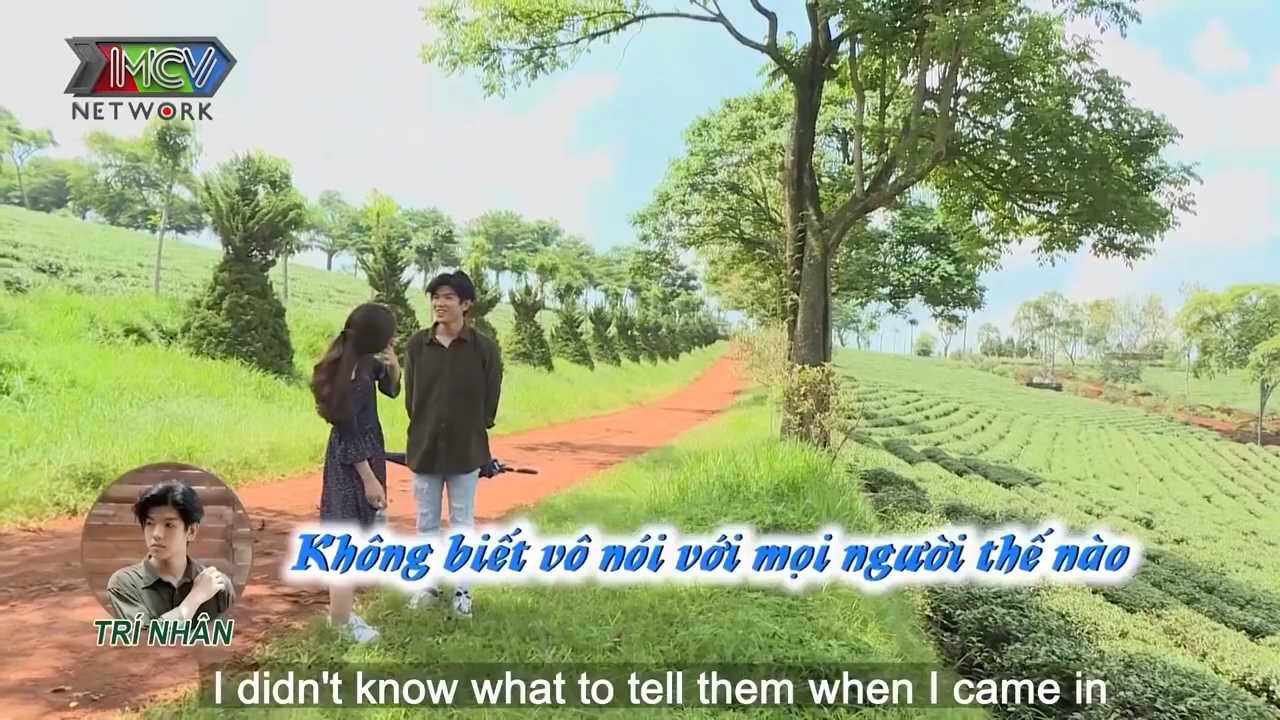 MCV
NETWORK
Không biết vô nói với mọi người thế nào
TRÍ NHÂN
I didn't know what to tell them when I came in